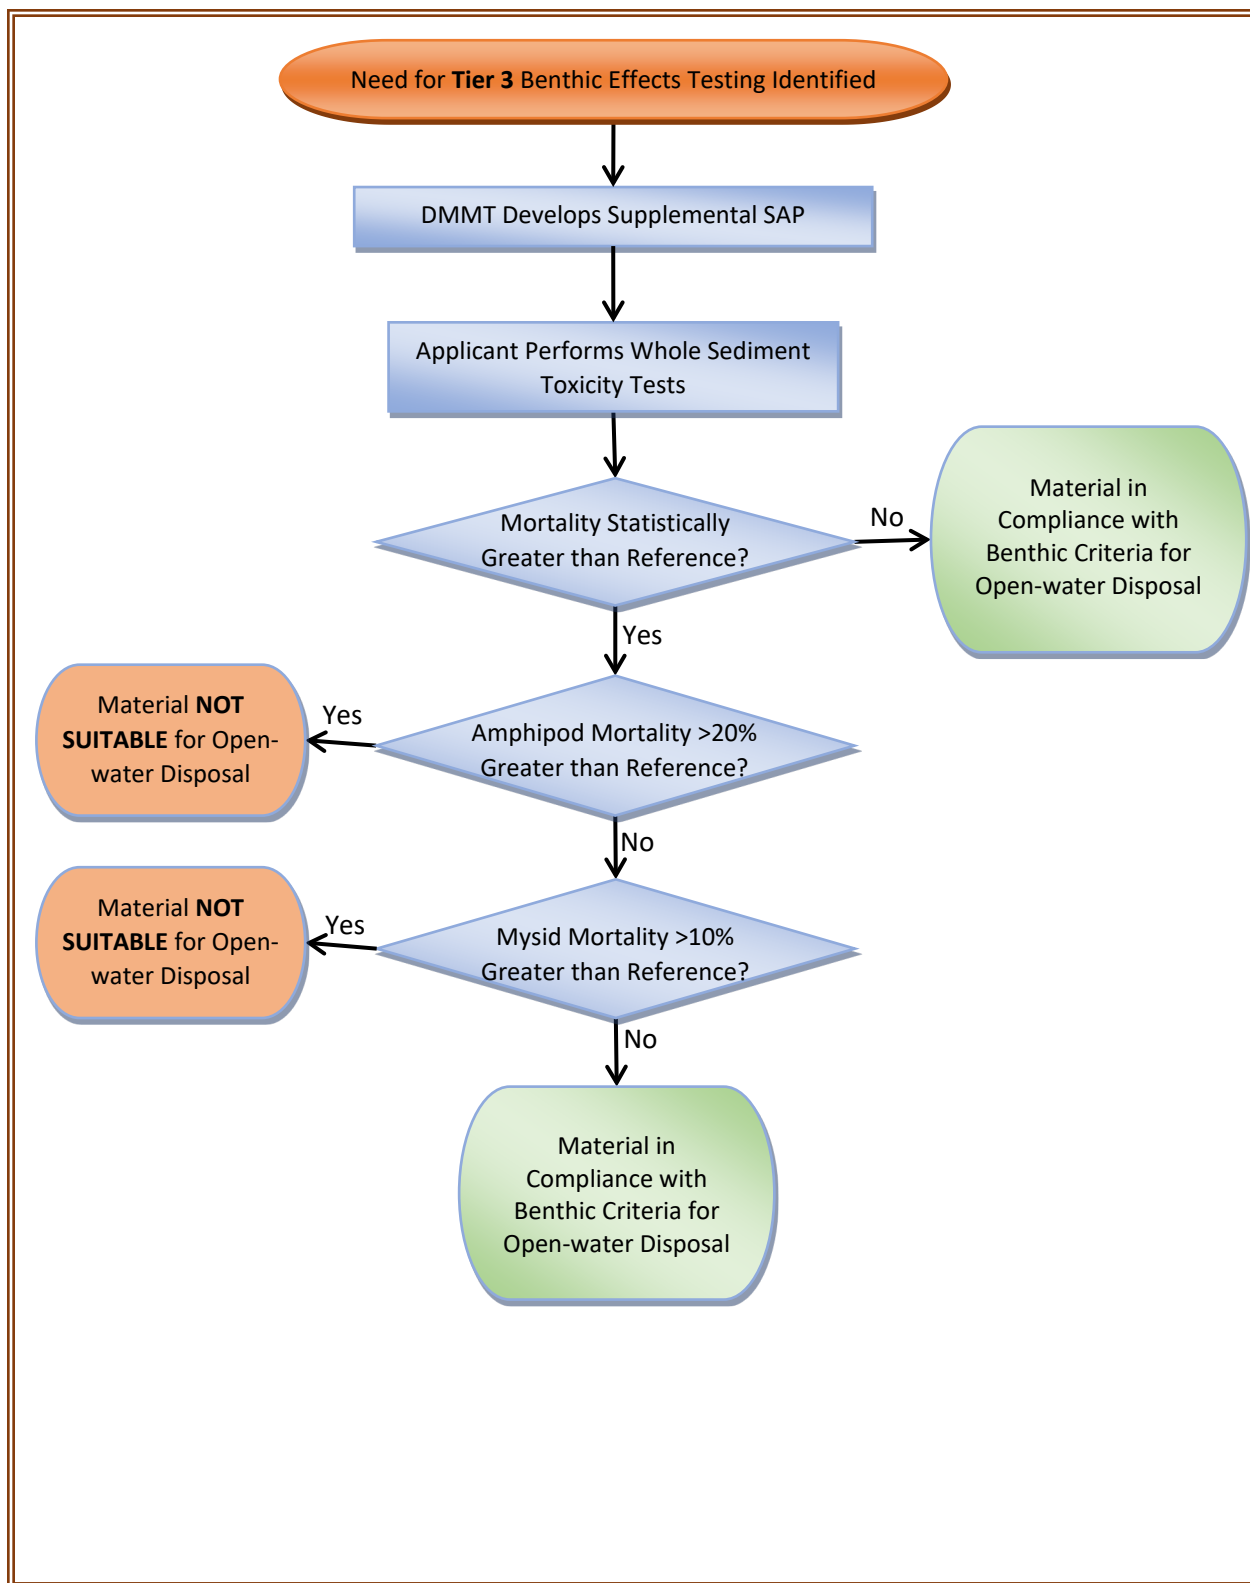 Need for Tier 3 Benthic Effects Testing Identified
DMMT Develops Supplemental SAP
Applicant Performs Whole Sediment
Toxicity Tests
Mortality Statistically
Greater than Reference?
No
Material in
Compliance with
Benthic Criteria for
Open-water Disposal
Yes
Amphipod Mortality >20%
Greater than Reference?
Yes
Material NOT
SUITABLE for Open-
water Disposal
No
Mysid Mortality >10%
Greater than Reference?
Yes
Material NOT
SUITABLE for Open-
water Disposal
No
Material in
Compliance with
Benthic Criteria for
Open-water Disposal